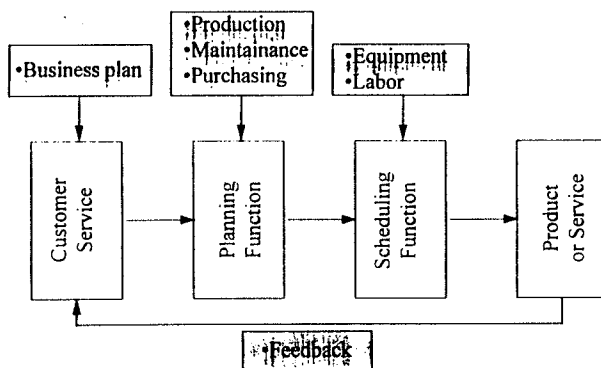 •Production
•Maintainance
•Purchasing
•Business plan
•Equipment
•Labor
Customer
Service
Planning
Function
Scheduling
Function
Product
or Service
•Feedback